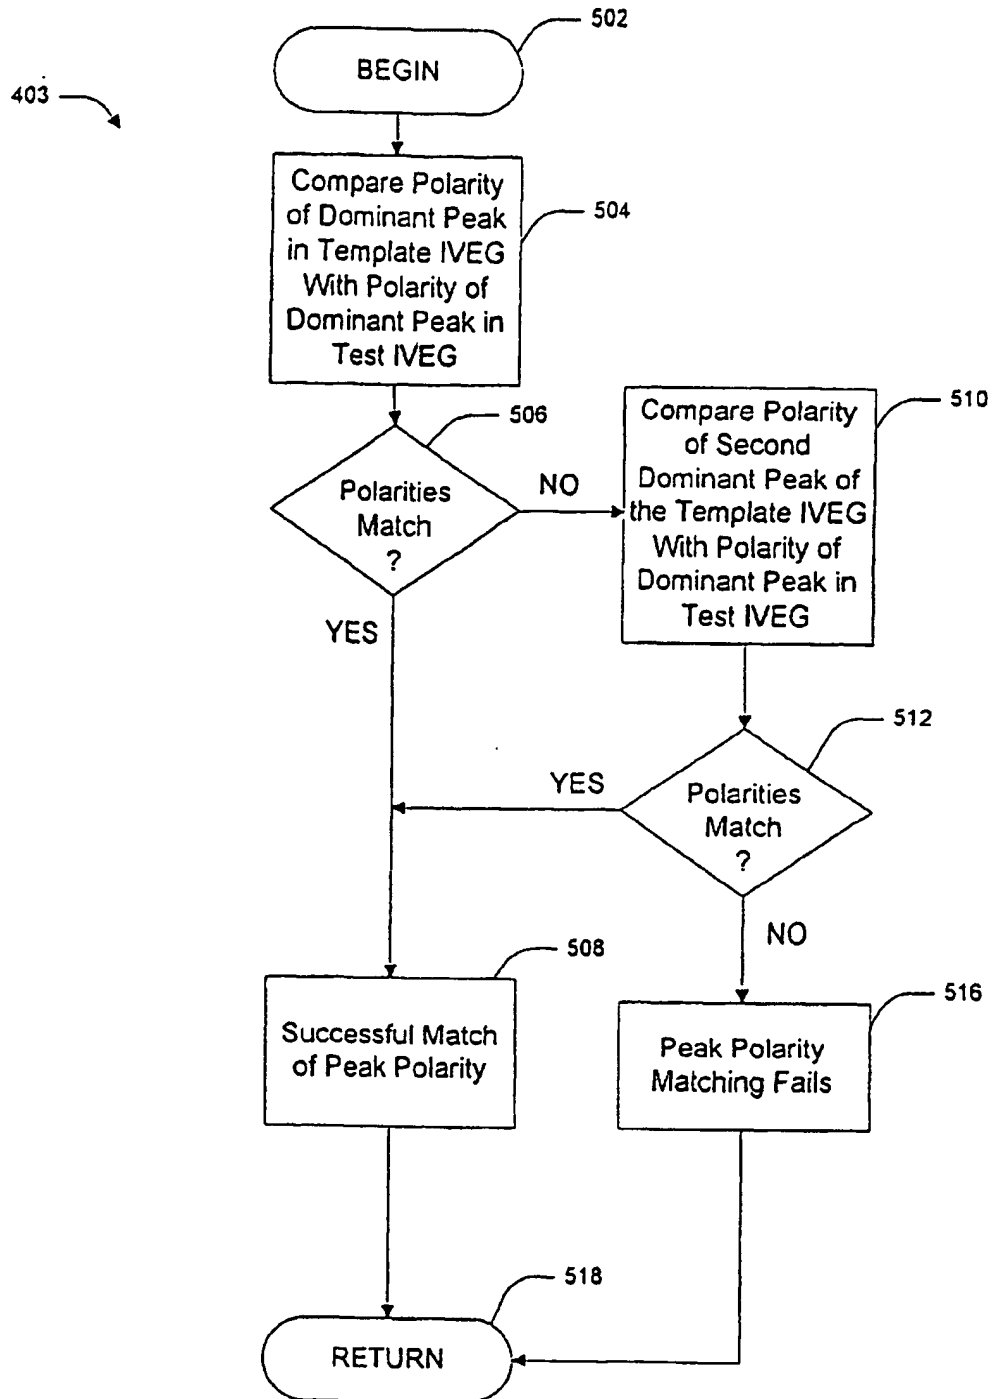 502
BEGIN
403
Compare Polarity
of Dominant Peak
in Template IVEG
With Polarity of
Dominant Peak in
Test IVEG
504
506
Polarities
Match
?
NO
YES
510
Compare Polarity
of Second
Dominant Peak of
the Template IVEG
With Polarity of
Dominant Peak in
Test IVEG
512
Polarities
Match
?
YES
NO
508
Successful Match
of Peak Polarity
516
Peak Polarity
Matching Fails
518
RETURN